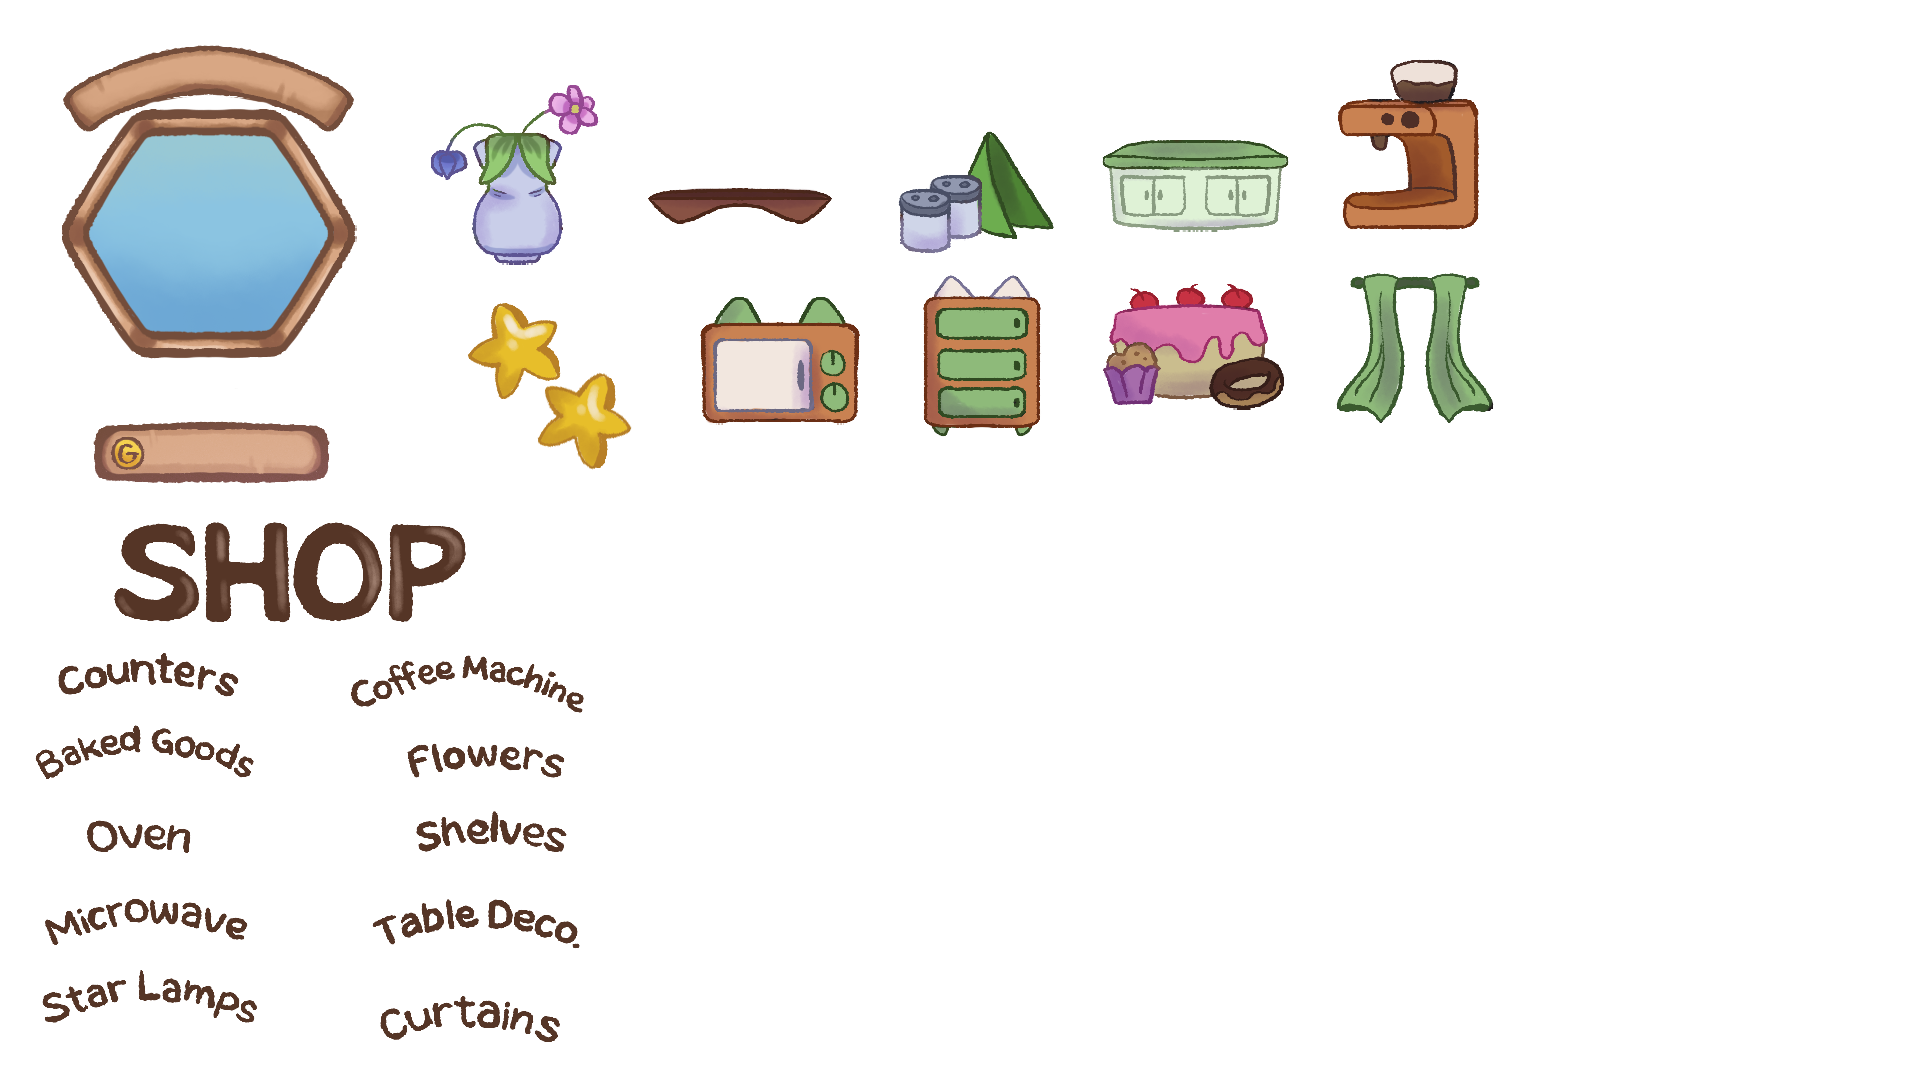 G
SHOP
Counters
Coffee Machine
Baked Goods
Flowers
Oven
Shelves
Microwave
Table Deco.
Star Lamps
Curtains